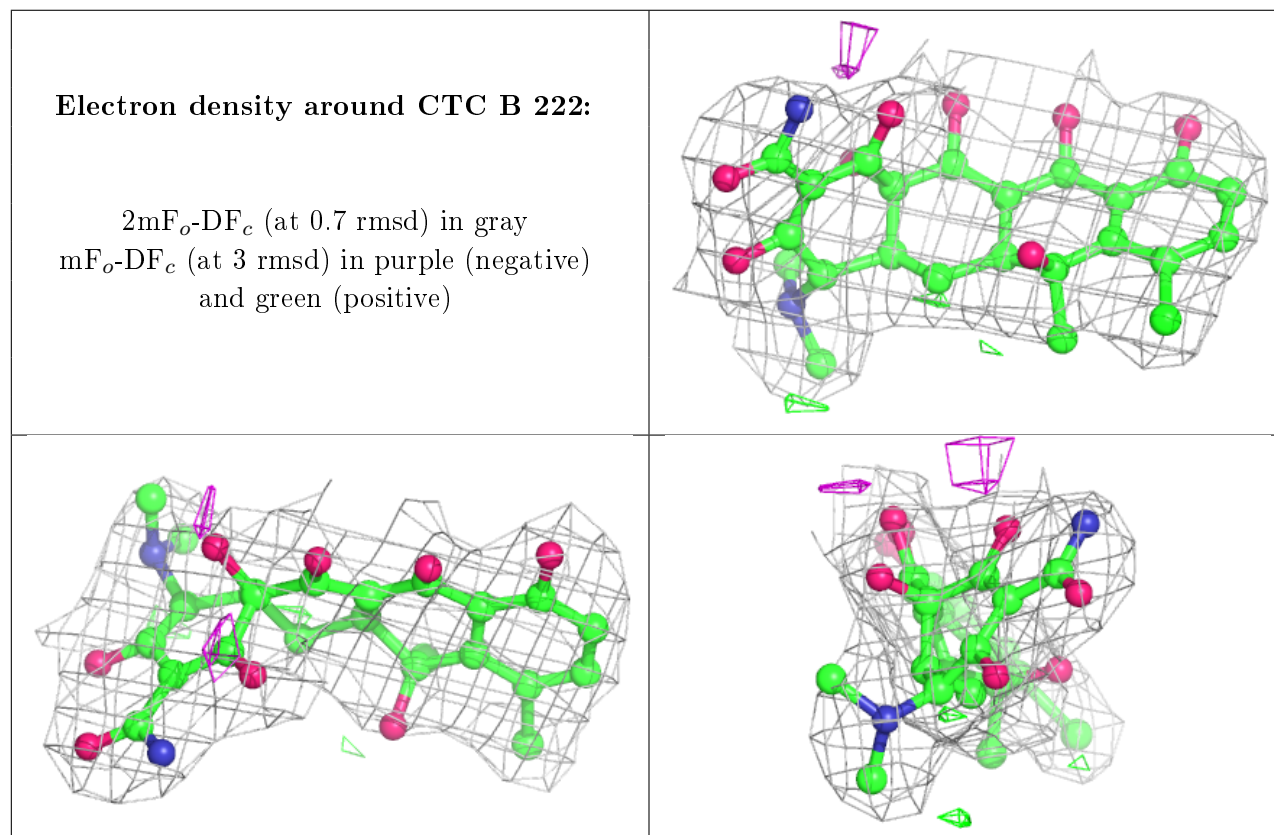 Electron density around CTC B 222:
2mFo-DFc (at 0.7 rmsd) in gray
mFo-DFc (at 3 rmsd) in purple (negative)
and green (positive)